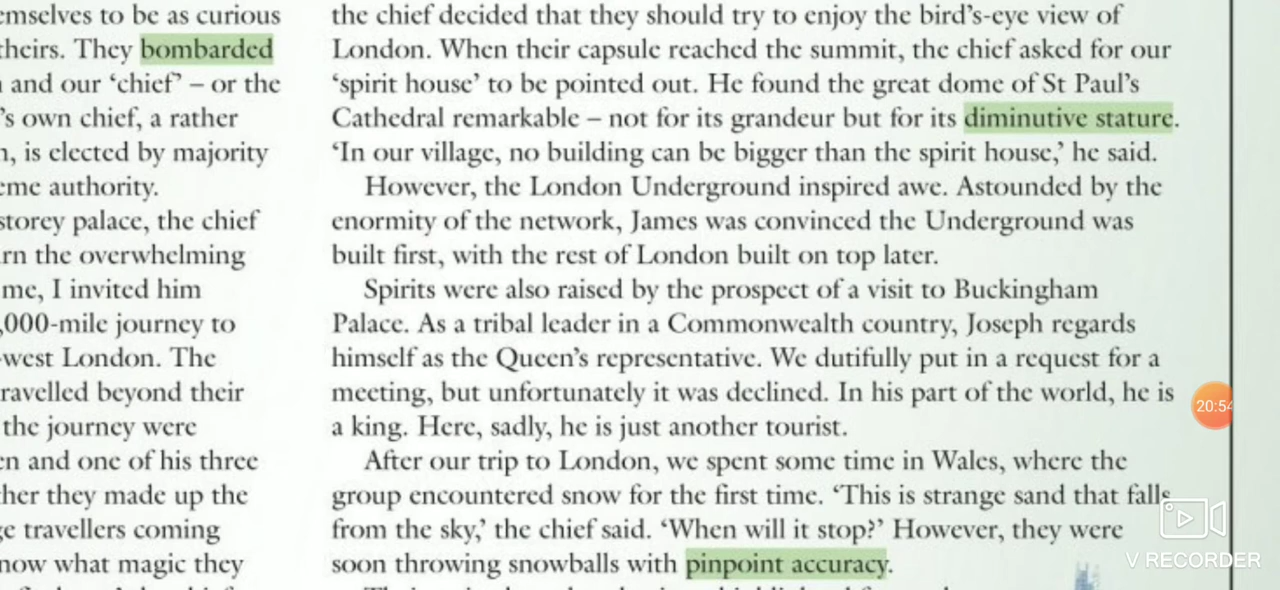 emselves to be as curious
theirs. They bombarded
and our ‘chief’ – or the
’s own chief, a rather
, is elected by majority
eme authority.
storey palace, the chief
rn the overwhelming
me, I invited him
,000-mile journey to
-west London. The
ravelled beyond their
the journey were
en and one of his three
her they made up the
ge travellers coming
now what magic they
the chief decided that they should try to enjoy the bird’s-eye view of
London. When their capsule reached the summit, the chief asked for our
‘spirit house’ to be pointed out. He found the great dome of St Paul’s
Cathedral remarkable – not for its grandeur but for its diminutive stature.
‘In our village, no building can be bigger than the spirit house,’ he said.
However, the London Underground inspired awe. Astounded by the
enormity of the network, James was convinced the Underground was
built first, with the rest of London built on top later.
Spirits were also raised by the prospect of a visit to Buckingham
Palace. As a tribal leader in a Commonwealth country, Joseph regards
himself as the Queen’s representative. We dutifully put in a request for a
meeting, but unfortunately it was declined. In his part of the world, he is
a king. Here, sadly, he is just another tourist.
After our trip to London, we spent some time in Wales, where the
group encountered snow for the first time. ‘This is strange sand that falls
from the sky,’ the chief said. ‘When will it stop?’ However, they were
soon throwing snowballs with pinpoint accuracy.
20:54
V RECORDER